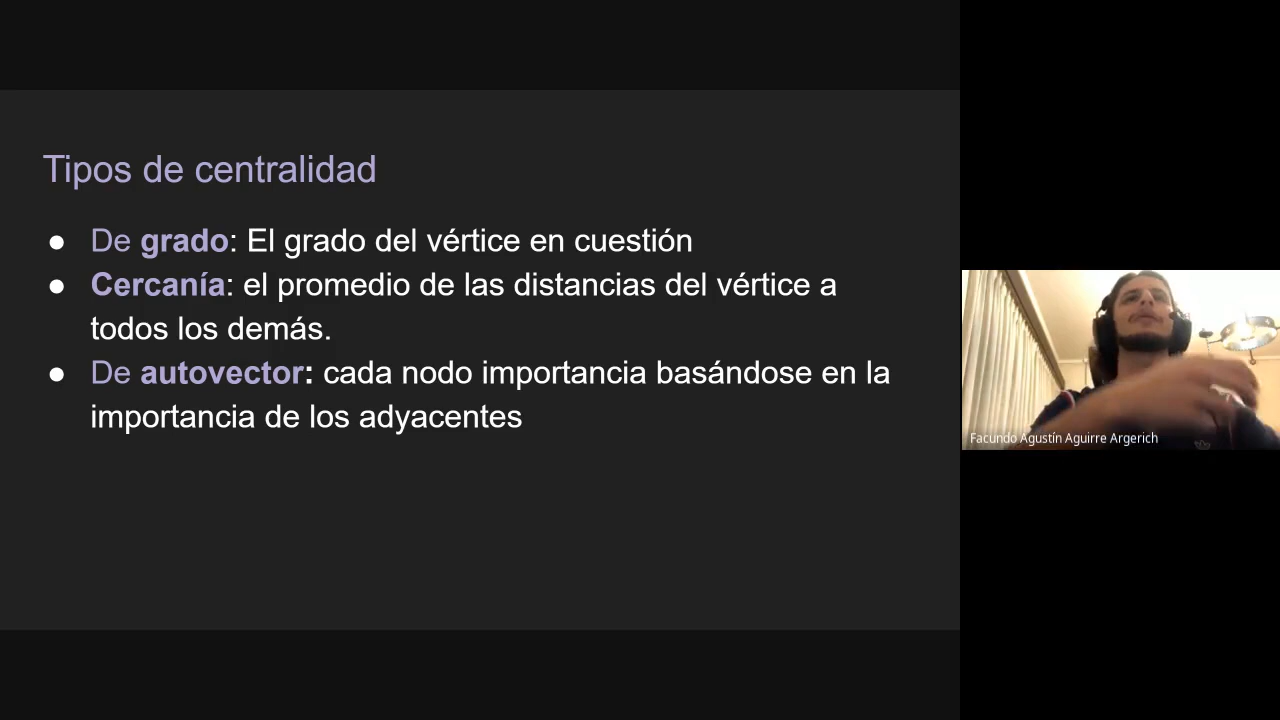 Tipos de centralidad
● De grado: El grado del vértice en cuestión
● Cercanía: el promedio de las distancias del vértice a
todos los demás.
● De autovector: cada nodo importancia basándose en la
importancia de los adyacentes
Facundo Agustín Aguirre Argerich